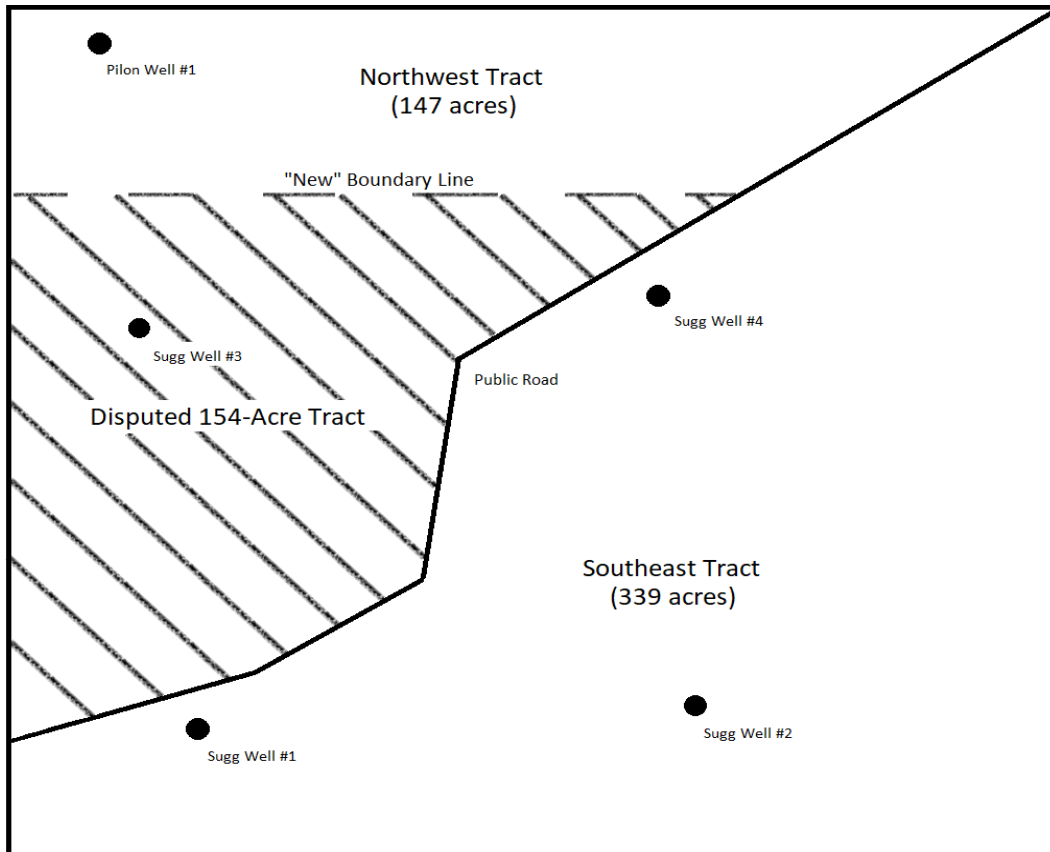 Pilon Well #1
Northwest Tract
(147 acres)
"New" Boundary Line
Sugg Well #4
Sugg Well #3
Public Road
Disputed 154-Acre Tract
Southeast Tract
(339 acres)
Sugg Well #2
Sugg Well #1